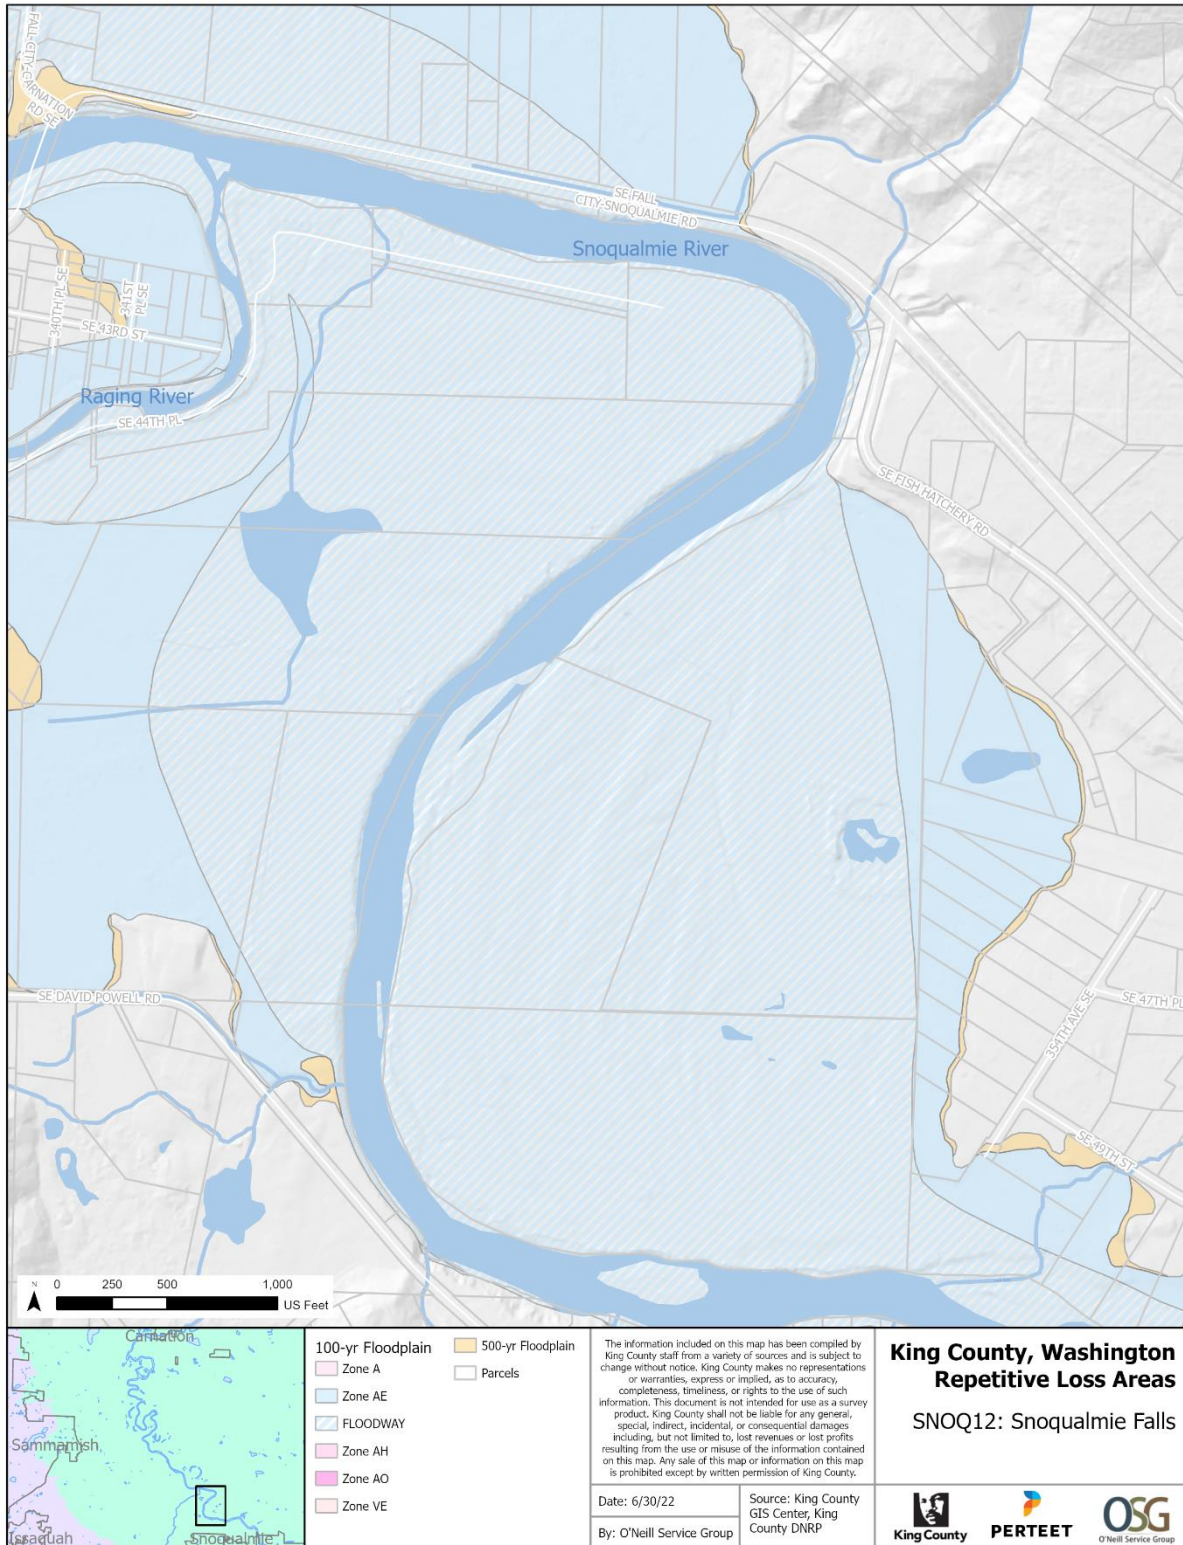 FALL-CITY-CARNATION
RD SE
SE FALL
CITY-SNOQUALMIE RD
Snoqualmie River
340TH PL SE
341ST
PL SE
SE 43RD ST
Raging River
SE 44TH PL
SE FISH HATCHERY RD
SE DAVID POWELL RD
SE 47TH PL
354TH AVE SE
SE 49TH ST
N
0 250 500 1,000
US Feet
Carnation
Sammamish
Issaquah
Snoqualmie
100-yr Floodplain
Zone A
Zone AE
FLOODWAY
Zone AH
Zone AO
Zone VE
500-yr Floodplain
Parcels
The information included on this map has been compiled by
King County staff from a variety of sources and is subject to
change without notice. King County makes no representations
or warranties, express or implied, as to accuracy,
completeness, timeliness, or rights to the use of such
information. This document is not intended for use as a survey
product. King County shall not be liable for any general,
special, indirect, incidental, or consequential damages
including, but not limited to, lost revenues or lost profits
resulting from the use or misuse of the information contained
on this map. Any sale of this map or information on this map
is prohibited except by written permission of King County.
Date: 6/30/22
By: O'Neill Service Group
Source: King County
GIS Center, King
County DNRP
King County, Washington
Repetitive Loss Areas
SNOQ12: Snoqualmie Falls
King County
PERTEET
OSG
O'Neill Service Group